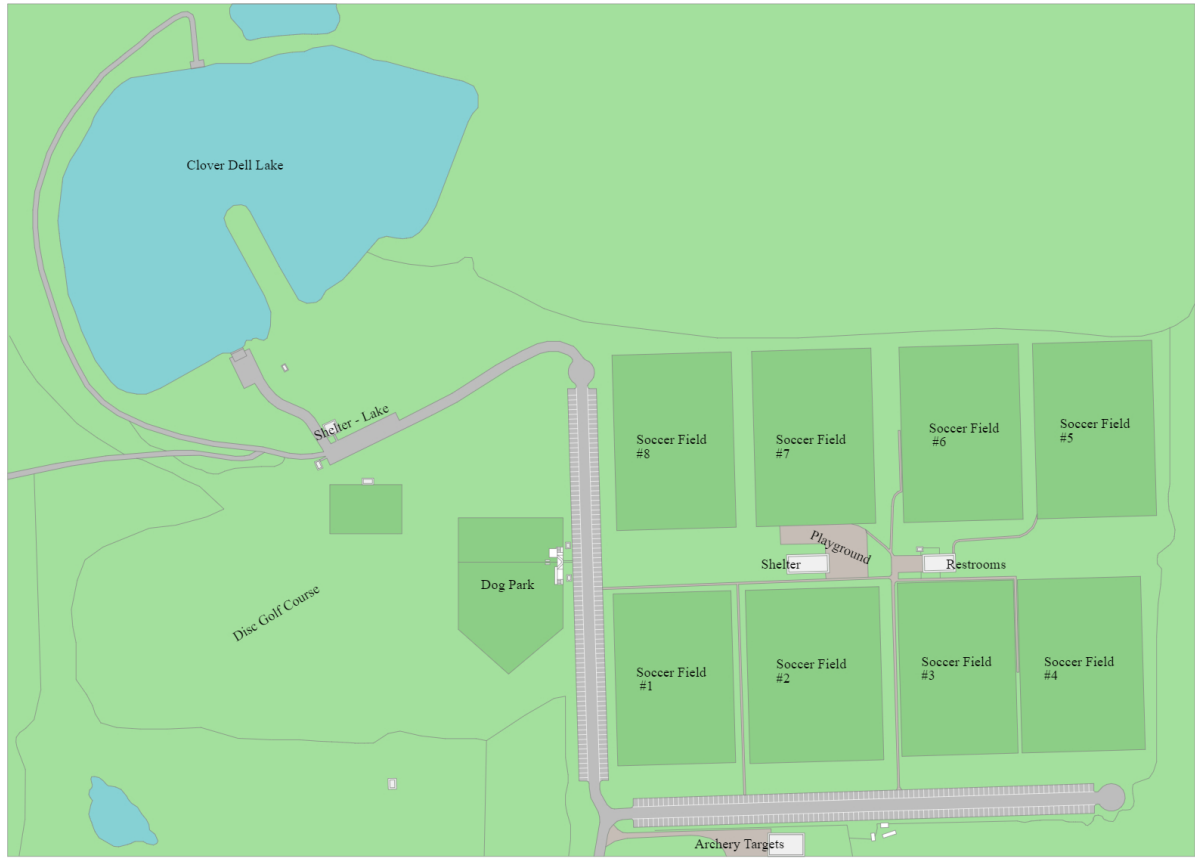 Clover Dell Lake
Shelter - Lake
Soccer Field
#8
Soccer Field
#7
Soccer Field
#6
Soccer Field
#5
Playground
Shelter
Restrooms
Dog Park
Disc Golf Course
Soccer Field
#1
Soccer Field
#2
Soccer Field
#3
Soccer Field
#4
Archery Targets